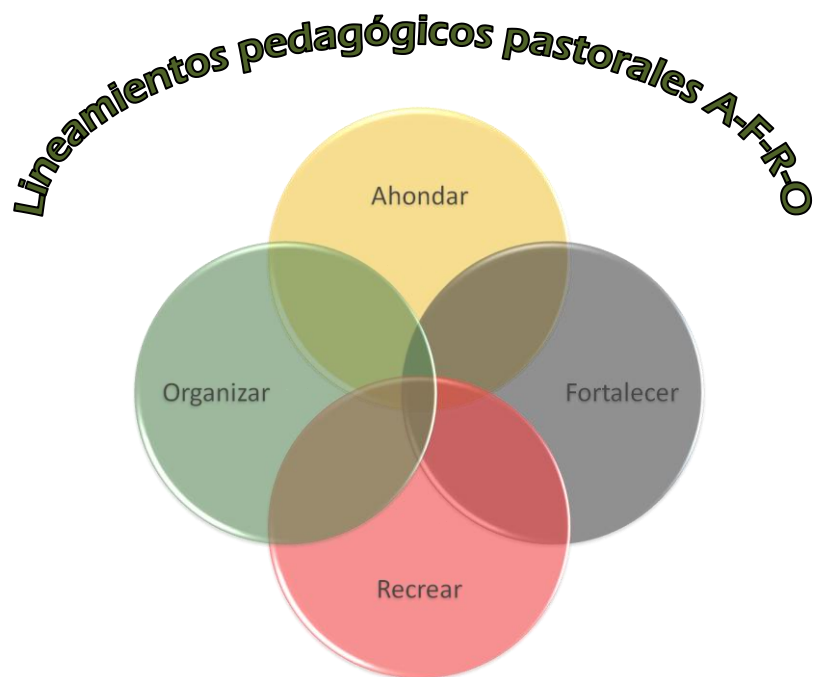 Lineamientos pedagógicos pastorales A-F-R-O
Ahondar
Organizar
Fortalecer
Recrear